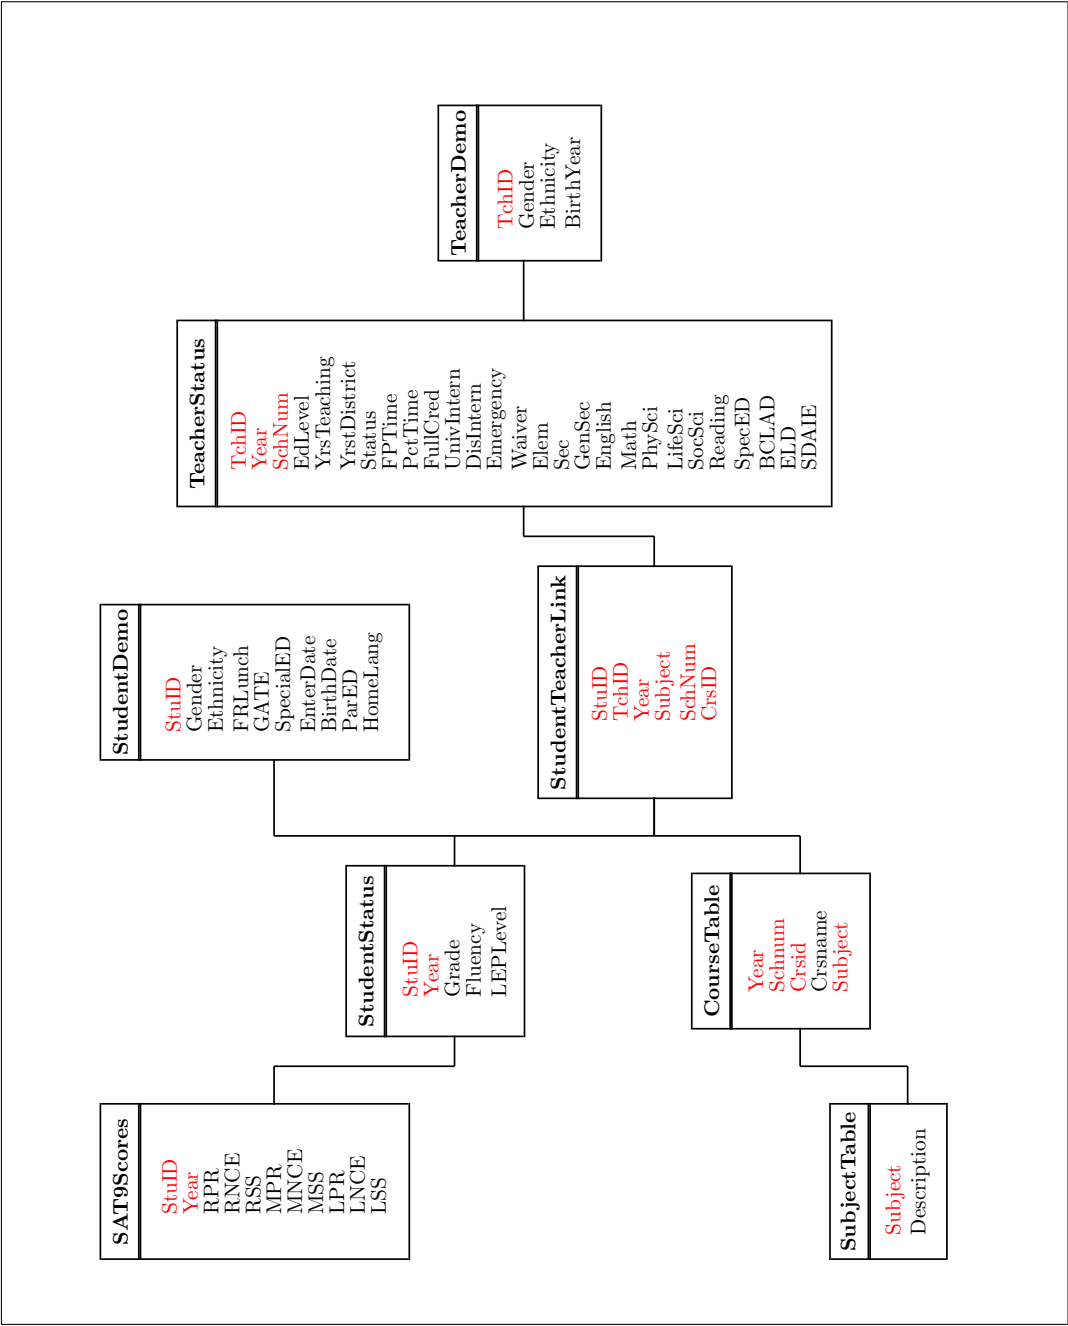 SAT9Scores
StuID
Year
RPR
RNCE
RSS
MPR
MNCE
MSS
LPR
LNCE
LSS
SubjectTable
Subject
Description
StudentStatus
StuID
Year
Grade
Fluency
LEPLevel
CourseTable
Year
Schnum
Crsid
Crsname
Subject
StudentDemo
StuID
Gender
Ethnicity
FRLunch
GATE
SpecialED
EnterDate
BirthDate
ParED
HomeLang
StudentTeacherLink
StuID
TchID
Year
Subject
SchNum
CrsID
TeacherStatus
TchID
Year
SchNum
EdLevel
YrsTeaching
YrstDistrict
Status
FPTime
PctTime
FullCred
UnivIntern
DisIntern
Emergency
Waiver
Elem
Sec
GenSec
English
Math
PhySci
LifeSci
SocSci
Reading
SpecED
BCLAD
ELD
SDAIE
TeacherDemo
TchID
Gender
Ethnicity
BirthYear